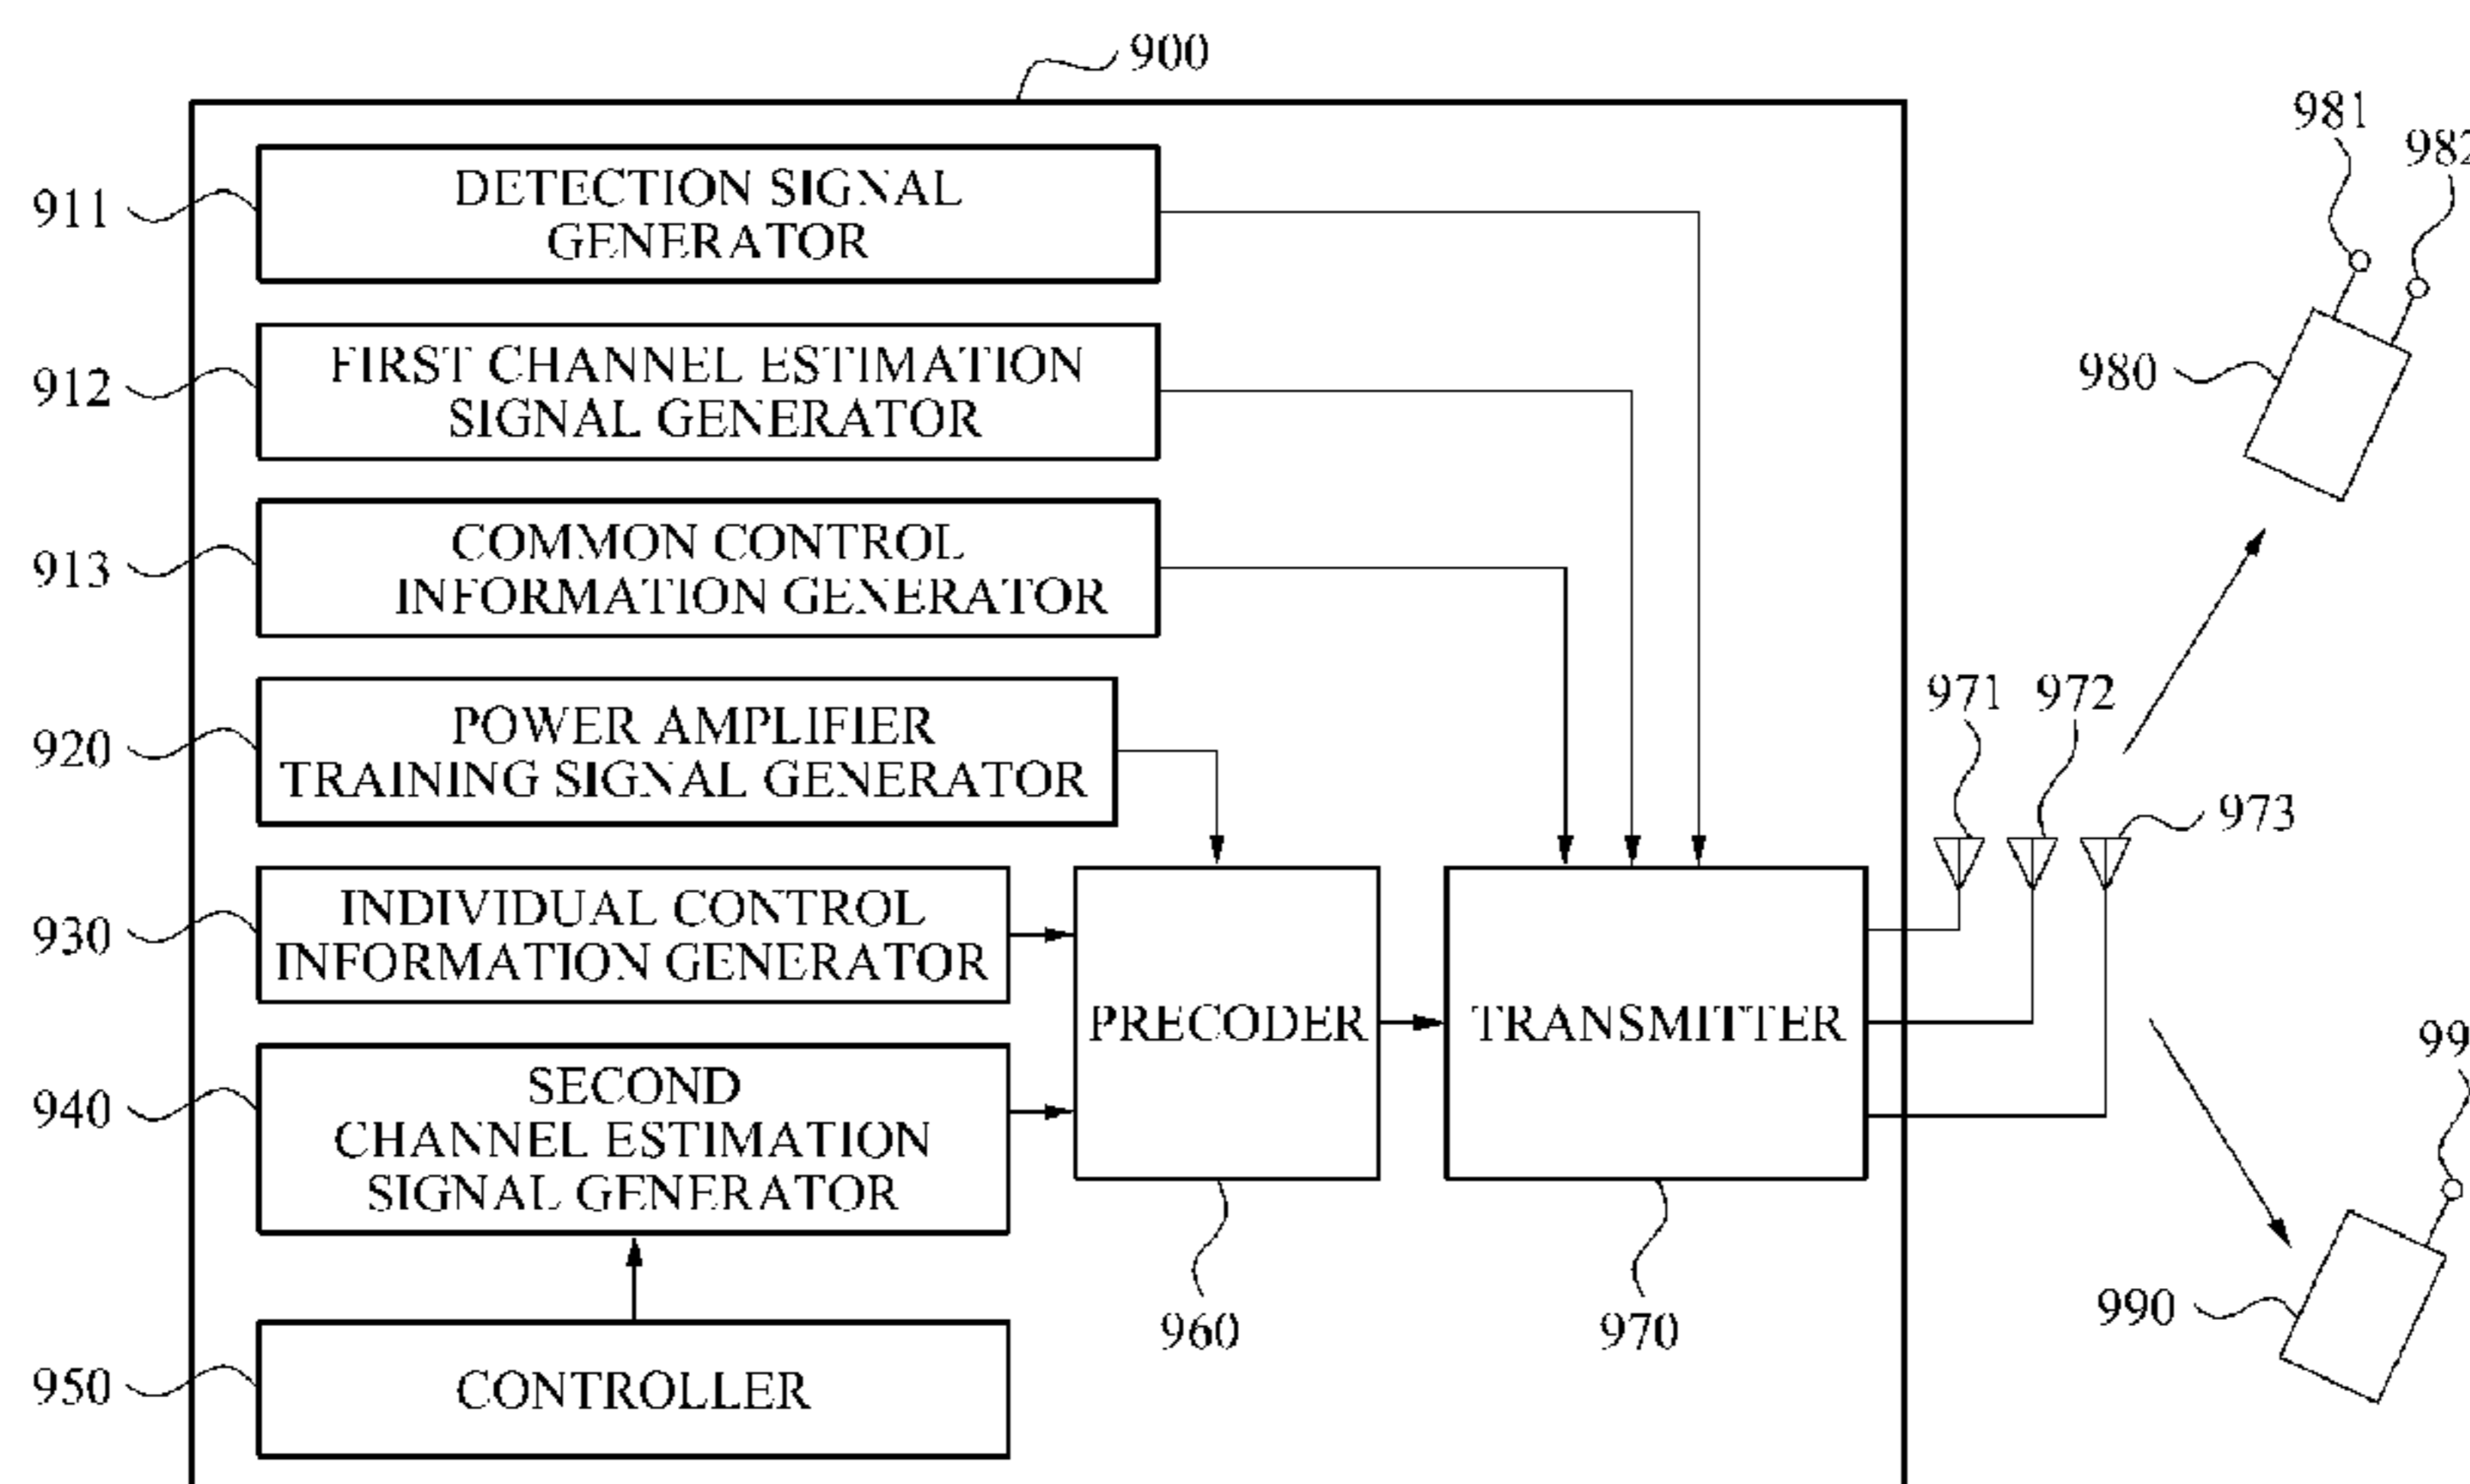 900
981
982
911
DETECTION SIGNAL
GENERATOR
912
FIRST CHANNEL ESTIMATION
SIGNAL GENERATOR
980
913
COMMON CONTROL
INFORMATION GENERATOR
920
POWER AMPLIFIER
TRAINING SIGNAL GENERATOR
971
972
973
930
INDIVIDUAL CONTROL
INFORMATION GENERATOR
PRECODER
TRANSMITTER
940
SECOND
CHANNEL ESTIMATION
SIGNAL GENERATOR
960
970
990
950
CONTROLLER